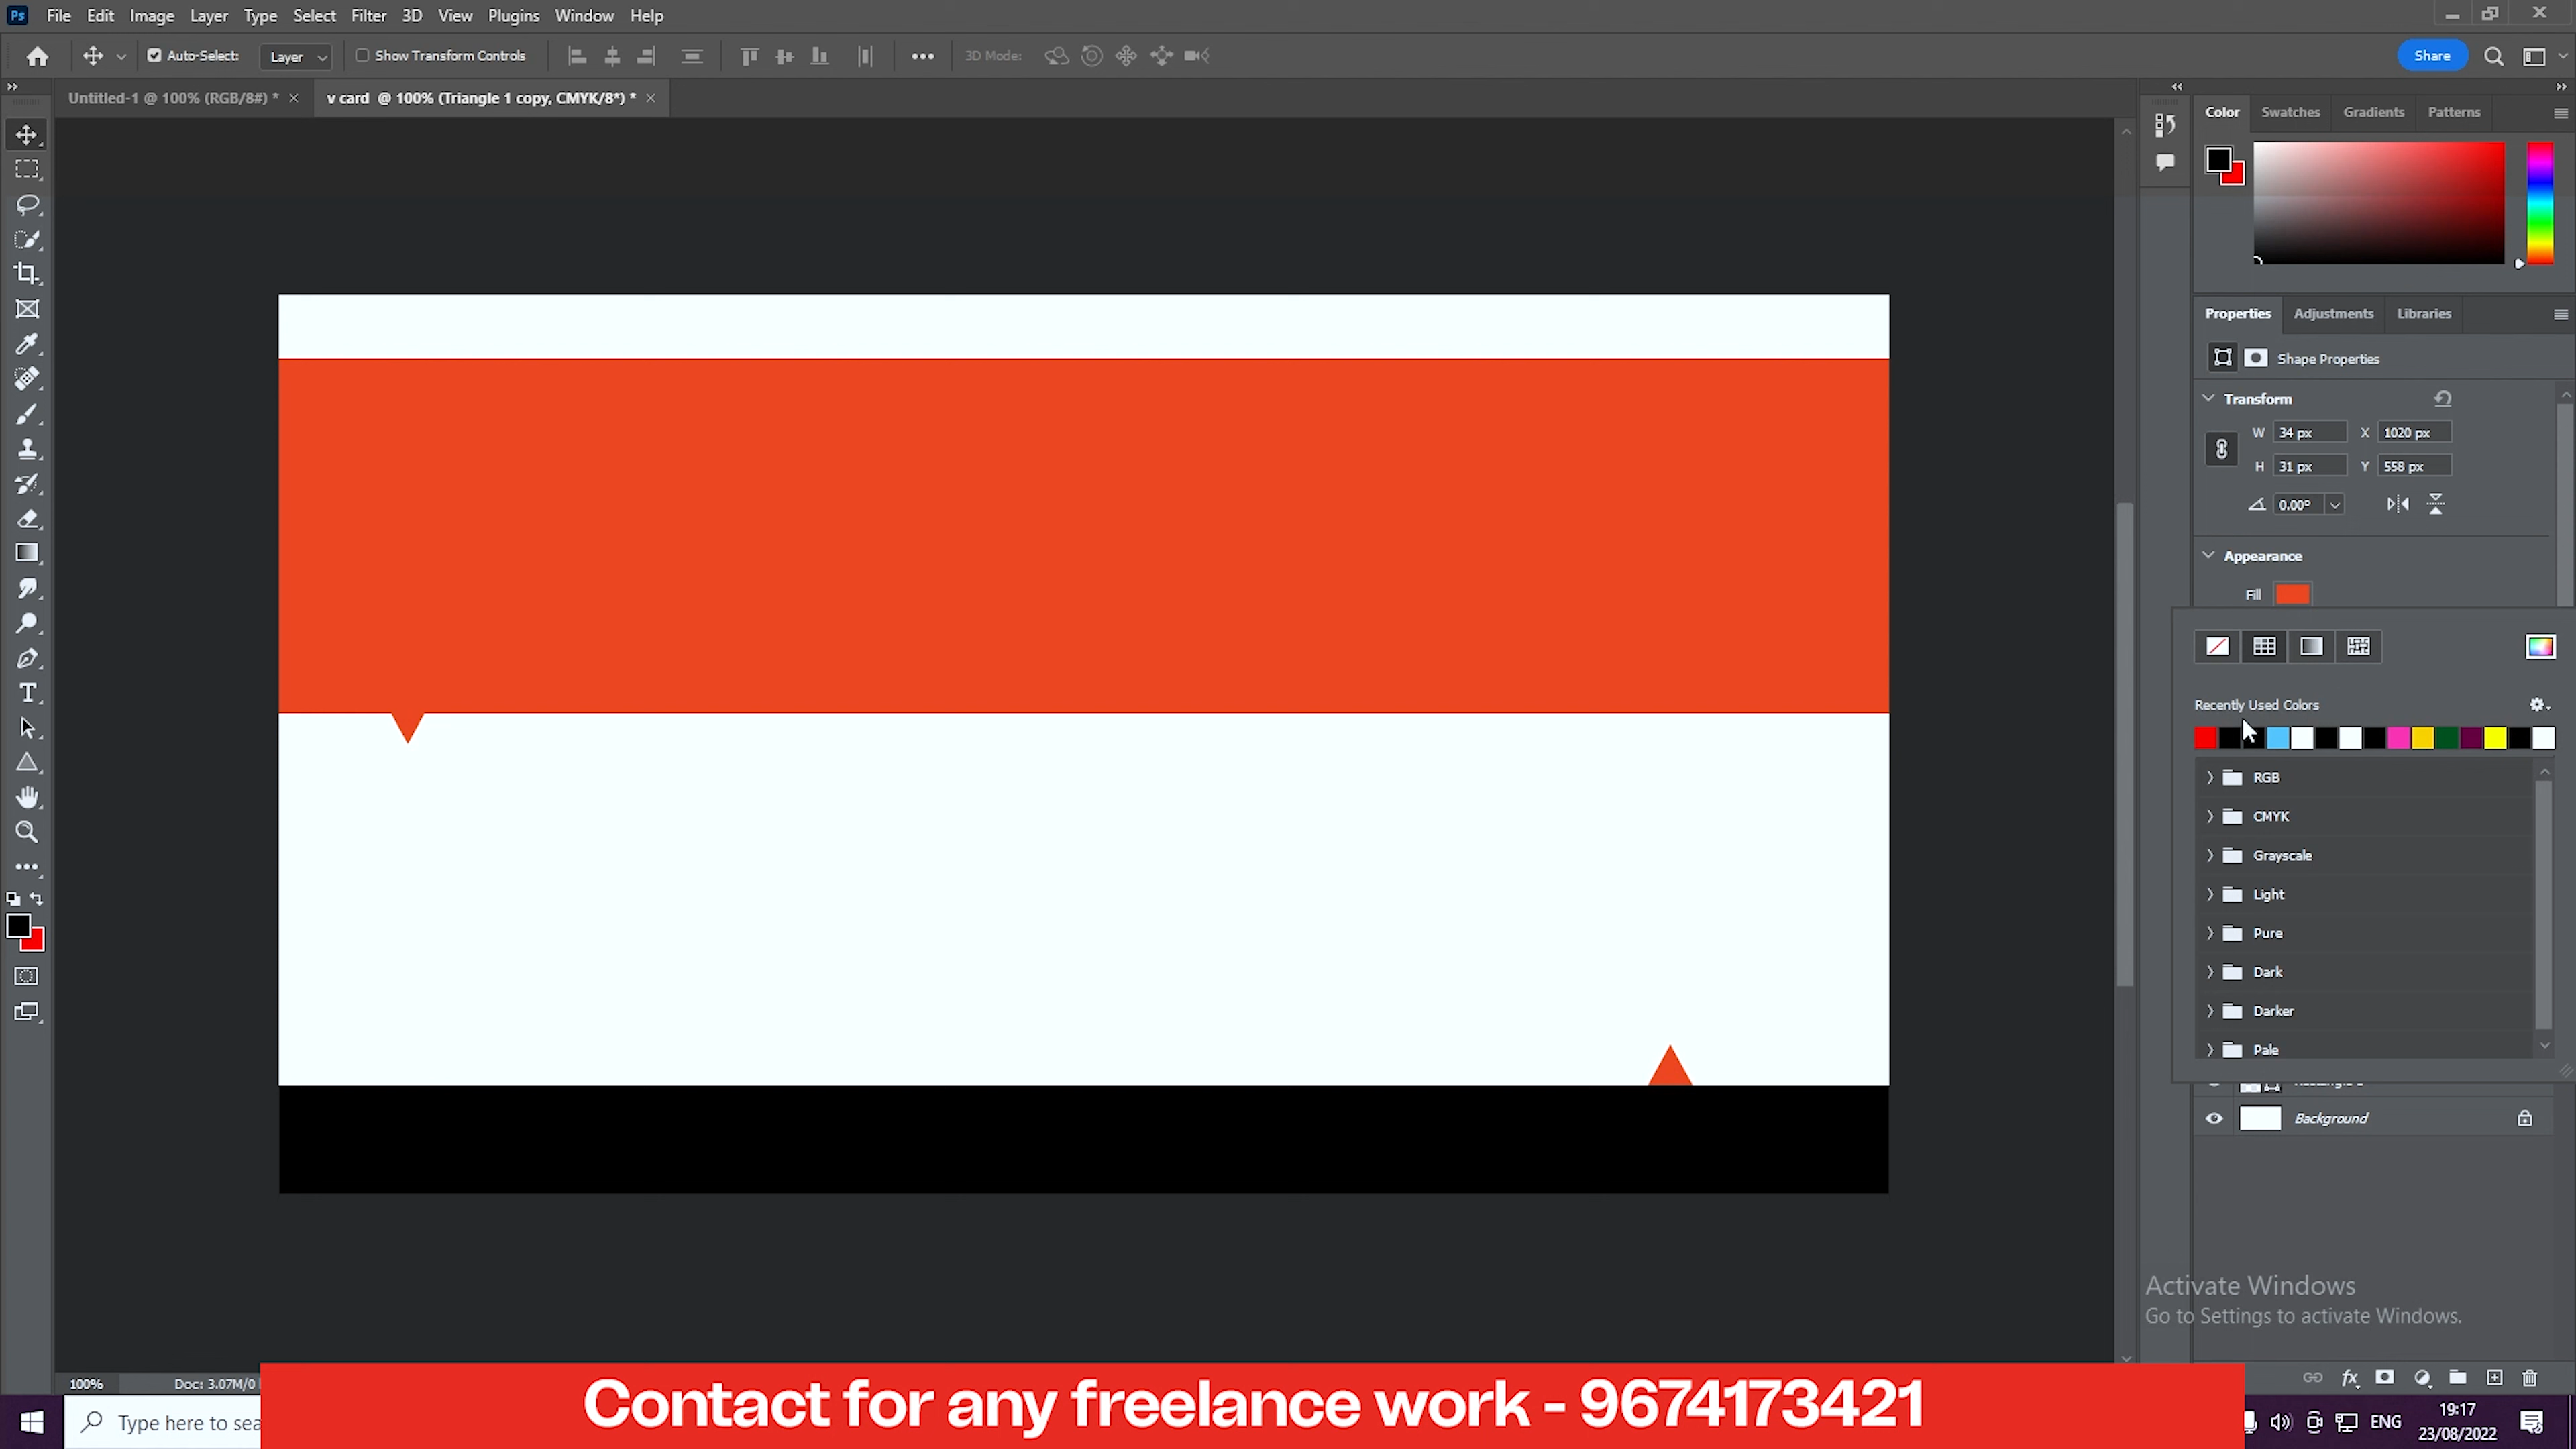 Ps File Edit Image Layer Type Select Filter 3D View Plugins Window Help
Auto-Select: Layer Show Transform Controls 3D Mode: Share
Untitled-1 @ 100% (RGB/8#) * v card @ 100% (Triangle 1 copy, CMYK/8*) *
Color Swatches Gradients Patterns
Properties Adjustments Libraries
Shape Properties
Transform
W 34 px X 1020 px
H 31 px Y 558 px
0.00°
Appearance
Fill
Recently Used Colors
RGB
CMYK
Grayscale
Light
Pure
Dark
Darker
Pale
Background
Activate Windows
Go to Settings to activate Windows.
100% Doc: 3.07M/0
fx
Contact for any freelance work - 9674173421
Type here to sea
ENG
19:17
23/08/2022